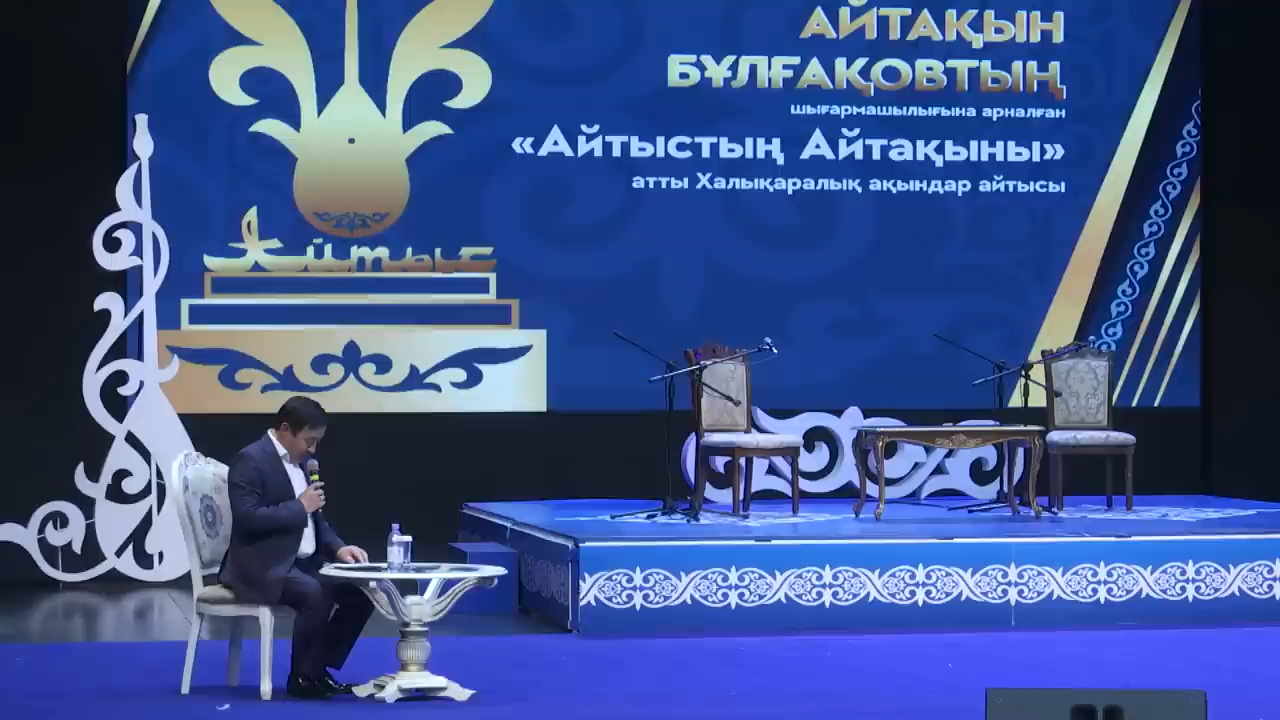 АЙТАҚЫН
БҰЛҒАҚОВТЫҢ
шығармашылығына арналған
«Айтыстың Айтақыны»
атты Халықаралық ақындар айтысы
Айтыс